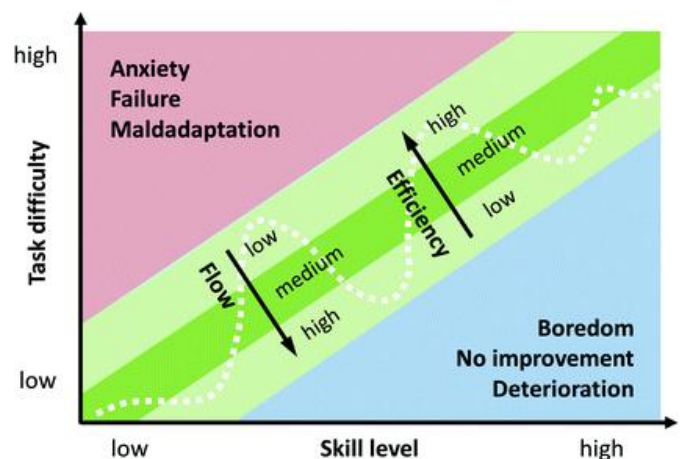 high
Anxiety
Failure
Maldadaptation
Task difficulty
low
Flow
low
medium
high
Efficiency
high
medium
low
Boredom
No improvement
Deterioration
low
Skill level
high